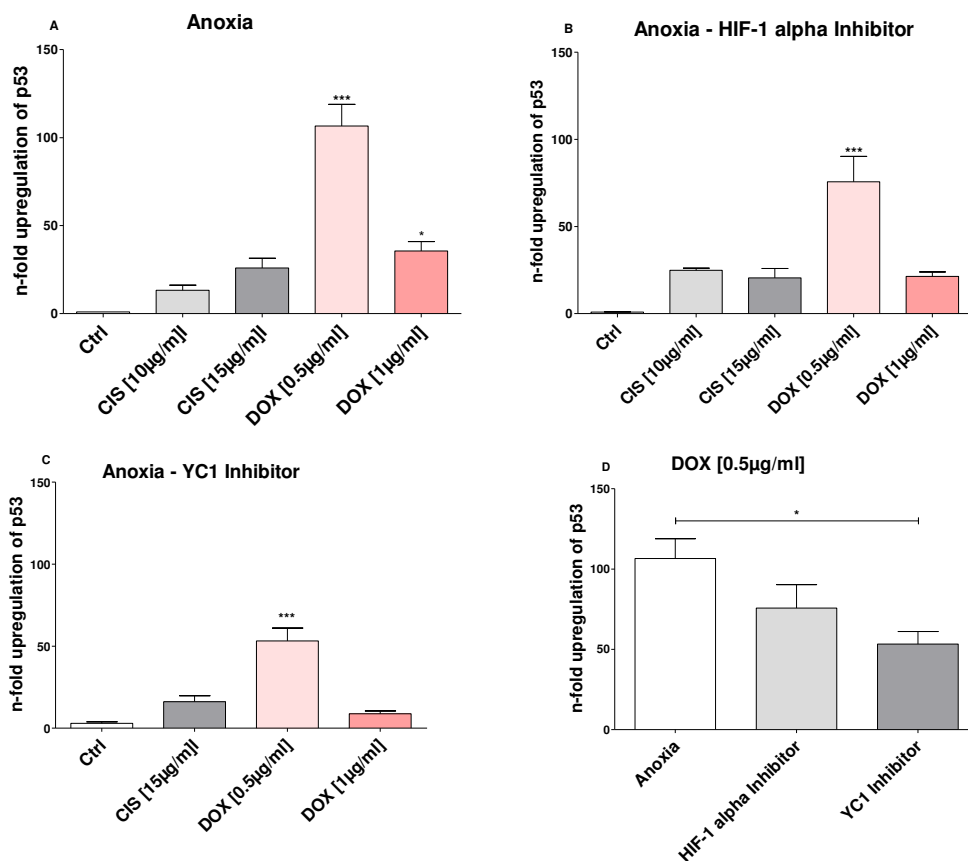 A
Anoxia
n-fold upregulation of p53
150
100
50
0
***
*
Ctrl
CIS [10µg/m]l
CIS [15µg/m]l
DOX [0.5µg/ml]
DOX [1µg/ml]
B
Anoxia - HIF-1 alpha Inhibitor
n-fold upregulation of p53
150
100
50
0
***
Ctrl
CIS [10µg/ml]
CIS [15µg/ml]
DOX [0.5µg/ml]
DOX [1µg/ml]
C
Anoxia - YC1 Inhibitor
n-fold upregulation of p53
150
100
50
0
***
Ctrl
CIS [15µg/m]l
DOX [0.5µg/ml]
DOX [1µg/ml]
D
DOX [0.5µg/ml]
n-fold upregulation of p53
150
100
50
0
*
Anoxia
HIF-1 alpha Inhibitor
YC1 Inhibitor